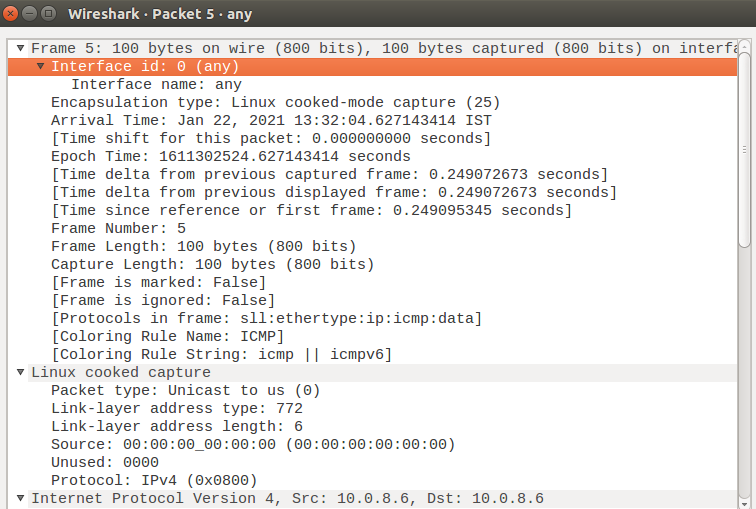 Wireshark · Packet 5 · any
Frame 5: 100 bytes on wire (800 bits), 100 bytes captured (800 bits) on interfa
Interface id: 0 (any)
Interface name: any
Encapsulation type: Linux cooked-mode capture (25)
Arrival Time: Jan 22, 2021 13:32:04.627143414 IST
[Time shift for this packet: 0.000000000 seconds]
Epoch Time: 1611302524.627143414 seconds
[Time delta from previous captured frame: 0.249072673 seconds]
[Time delta from previous displayed frame: 0.249072673 seconds]
[Time since reference or first frame: 0.249095345 seconds]
Frame Number: 5
Frame Length: 100 bytes (800 bits)
Capture Length: 100 bytes (800 bits)
[Frame is marked: False]
[Frame is ignored: False]
[Protocols in frame: sll:ethertype:ip:icmp:data]
[Coloring Rule Name: ICMP]
[Coloring Rule String: icmp || icmpv6]
Linux cooked capture
Packet type: Unicast to us (0)
Link-layer address type: 772
Link-layer address length: 6
Source: 00:00:00_00:00:00 (00:00:00:00:00:00)
Unused: 0000
Protocol: IPv4 (0x0800)
Internet Protocol Version 4, Src: 10.0.8.6, Dst: 10.0.8.6